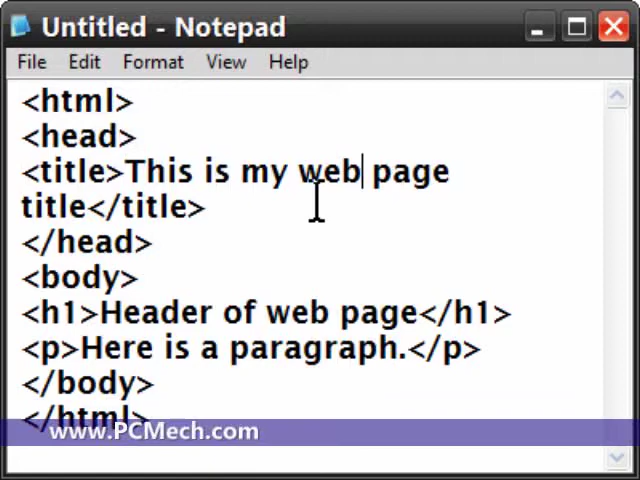 Untitled - Notepad
File Edit Format View Help
<html>
<head>
<title>This is my web page
title</title>
</head>
<body>
<h1>Header of web page</h1>
<p>Here is a paragraph.</p>
</body>
</html>
www.PCMech.com